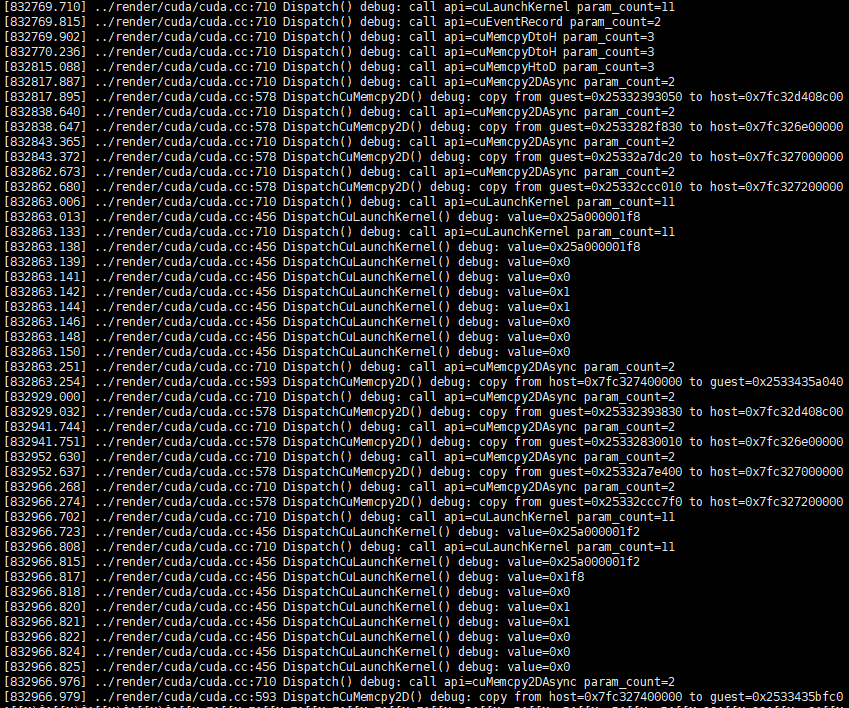 [832769.710] ../render/cuda/cuda.cc:710 Dispatch() debug: call api=cuLaunchKernel param_count=11
[832769.815] ../render/cuda/cuda.cc:710 Dispatch() debug: call api=cuEventRecord param_count=2
[832769.902] ../render/cuda/cuda.cc:710 Dispatch() debug: call api=cuMemcpyDtoH param_count=3
[832770.236] ../render/cuda/cuda.cc:710 Dispatch() debug: call api=cuMemcpyDtoH param_count=3
[832815.088] ../render/cuda/cuda.cc:710 Dispatch() debug: call api=cuMemcpyHtoD param_count=3
[832817.887] ../render/cuda/cuda.cc:710 Dispatch() debug: call api=cuMemcpy2DAsync param_count=2
[832817.895] ../render/cuda/cuda.cc:578 DispatchCuMemcpy2D() debug: copy from guest=0x25332393050 to host=0x7fc32d408c00
[832838.640] ../render/cuda/cuda.cc:710 Dispatch() debug: call api=cuMemcpy2DAsync param_count=2
[832838.647] ../render/cuda/cuda.cc:578 DispatchCuMemcpy2D() debug: copy from guest=0x2533282f830 to host=0x7fc326e00000
[832843.365] ../render/cuda/cuda.cc:710 Dispatch() debug: call api=cuMemcpy2DAsync param_count=2
[832843.372] ../render/cuda/cuda.cc:578 DispatchCuMemcpy2D() debug: copy from guest=0x25332a7dc20 to host=0x7fc327000000
[832862.673] ../render/cuda/cuda.cc:710 Dispatch() debug: call api=cuMemcpy2DAsync param_count=2
[832862.680] ../render/cuda/cuda.cc:578 DispatchCuMemcpy2D() debug: copy from guest=0x25332ccc010 to host=0x7fc327200000
[832863.006] ../render/cuda/cuda.cc:710 Dispatch() debug: call api=cuLaunchKernel param_count=11
[832863.013] ../render/cuda/cuda.cc:456 DispatchCuLaunchKernel() debug: value=0x25a000001f8
[832863.133] ../render/cuda/cuda.cc:710 Dispatch() debug: call api=cuLaunchKernel param_count=11
[832863.138] ../render/cuda/cuda.cc:456 DispatchCuLaunchKernel() debug: value=0x25a000001f8
[832863.139] ../render/cuda/cuda.cc:456 DispatchCuLaunchKernel() debug: value=0x0
[832863.141] ../render/cuda/cuda.cc:456 DispatchCuLaunchKernel() debug: value=0x0
[832863.142] ../render/cuda/cuda.cc:456 DispatchCuLaunchKernel() debug: value=0x1
[832863.144] ../render/cuda/cuda.cc:456 DispatchCuLaunchKernel() debug: value=0x1
[832863.146] ../render/cuda/cuda.cc:456 DispatchCuLaunchKernel() debug: value=0x0
[832863.148] ../render/cuda/cuda.cc:456 DispatchCuLaunchKernel() debug: value=0x0
[832863.150] ../render/cuda/cuda.cc:456 DispatchCuLaunchKernel() debug: value=0x0
[832863.251] ../render/cuda/cuda.cc:710 Dispatch() debug: call api=cuMemcpy2DAsync param_count=2
[832863.254] ../render/cuda/cuda.cc:593 DispatchCuMemcpy2D() debug: copy from host=0x7fc327400000 to guest=0x2533435a040
[832929.000] ../render/cuda/cuda.cc:710 Dispatch() debug: call api=cuMemcpy2DAsync param_count=2
[832929.032] ../render/cuda/cuda.cc:578 DispatchCuMemcpy2D() debug: copy from guest=0x25332393830 to host=0x7fc32d408c00
[832941.744] ../render/cuda/cuda.cc:710 Dispatch() debug: call api=cuMemcpy2DAsync param_count=2
[832941.751] ../render/cuda/cuda.cc:578 DispatchCuMemcpy2D() debug: copy from guest=0x25332830010 to host=0x7fc326e00000
[832952.630] ../render/cuda/cuda.cc:710 Dispatch() debug: call api=cuMemcpy2DAsync param_count=2
[832952.637] ../render/cuda/cuda.cc:578 DispatchCuMemcpy2D() debug: copy from guest=0x25332a7e400 to host=0x7fc327000000
[832966.268] ../render/cuda/cuda.cc:710 Dispatch() debug: call api=cuMemcpy2DAsync param_count=2
[832966.274] ../render/cuda/cuda.cc:578 DispatchCuMemcpy2D() debug: copy from guest=0x25332ccc7f0 to host=0x7fc327200000
[832966.702] ../render/cuda/cuda.cc:710 Dispatch() debug: call api=cuLaunchKernel param_count=11
[832966.723] ../render/cuda/cuda.cc:456 DispatchCuLaunchKernel() debug: value=0x25a000001f2
[832966.808] ../render/cuda/cuda.cc:710 Dispatch() debug: call api=cuLaunchKernel param_count=11
[832966.815] ../render/cuda/cuda.cc:456 DispatchCuLaunchKernel() debug: value=0x25a000001f2
[832966.817] ../render/cuda/cuda.cc:456 DispatchCuLaunchKernel() debug: value=0x1f8
[832966.818] ../render/cuda/cuda.cc:456 DispatchCuLaunchKernel() debug: value=0x0
[832966.820] ../render/cuda/cuda.cc:456 DispatchCuLaunchKernel() debug: value=0x1
[832966.821] ../render/cuda/cuda.cc:456 DispatchCuLaunchKernel() debug: value=0x1
[832966.822] ../render/cuda/cuda.cc:456 DispatchCuLaunchKernel() debug: value=0x0
[832966.824] ../render/cuda/cuda.cc:456 DispatchCuLaunchKernel() debug: value=0x0
[832966.825] ../render/cuda/cuda.cc:456 DispatchCuLaunchKernel() debug: value=0x0
[832966.976] ../render/cuda/cuda.cc:710 Dispatch() debug: call api=cuMemcpy2DAsync param_count=2
[832966.979] ../render/cuda/cuda.cc:593 DispatchCuMemcpy2D() debug: copy from host=0x7fc327400000 to guest=0x2533435bfc0